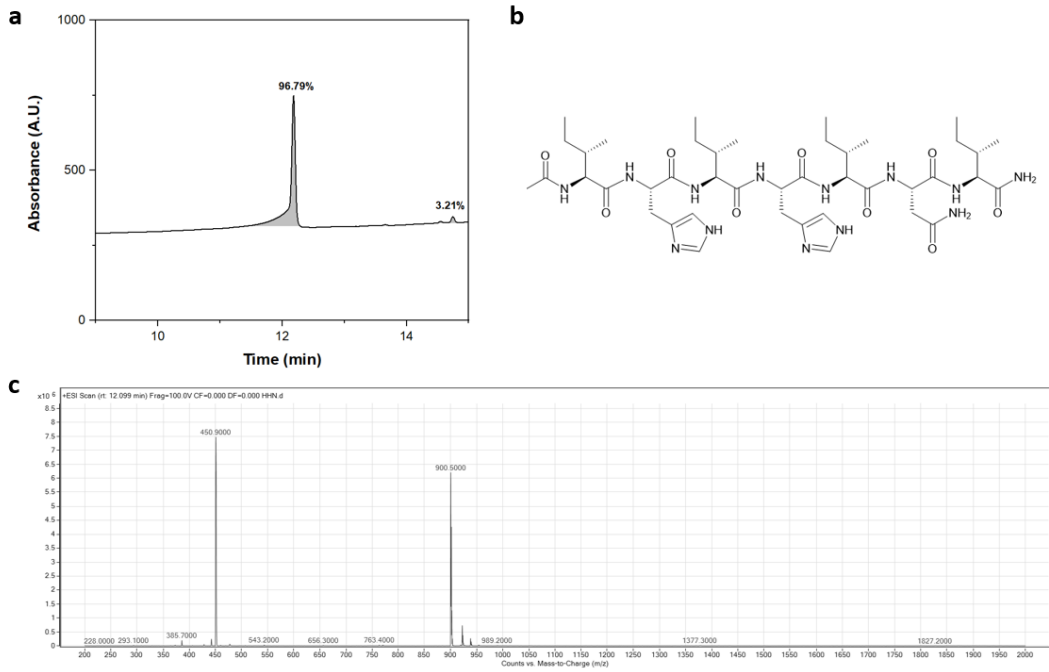 a
1000
500
0
Absorbance (A.U.)
96.79%
3.21%
10
12
14
Time (min)
b
O
N
H
O
H
N
O
N
NH
N
H
O
H
N
O
N
NH
N
H
O
H
N
O
NH₂
O
N
H
O
NH₂
c
x10 6
+ESI Scan (rt: 12.099 min) Frag=100.0V CF=0.000 DF=0.000 HHN.d
8.5
8
7.5
7
6.5
6
5.5
5
4.5
4
3.5
3
2.5
2
1.5
1
0.5
0
450.9000
900.5000
228.0000
293.1000
385.7000
543.2000
656.3000
763.4000
989.2000
1377.3000
1827.2000
200 250 300 350 400 450 500 550 600 650 700 750 800 850 900 950 1000 1050 1100 1150 1200 1250 1300 1350 1400 1450 1500 1550 1600 1650 1700 1750 1800 1850 1900 1950 2000
Counts vs. Mass-to-Charge (m/z)